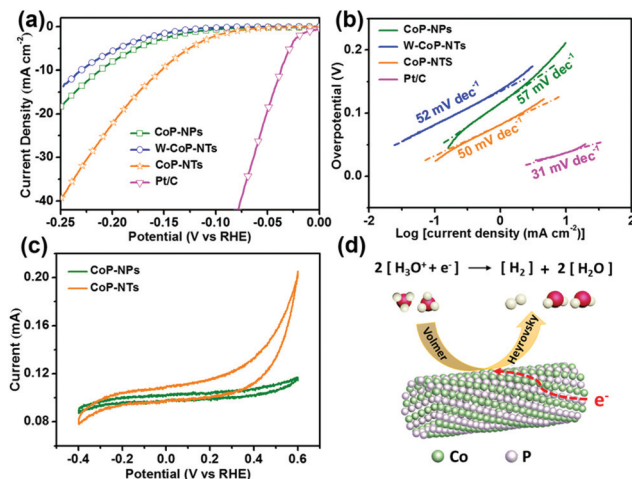 (a)
Current Density (mA cm⁻²)
0
-10
-20
-30
-40
CoP-NPs
W-CoP-NTs
CoP-NTs
Pt/C
-0.25 -0.20 -0.15 -0.10 -0.05 0.00
Potential (V vs RHE)
(b)
Overpotential (V)
0.2
0.1
0.0
CoP-NPs
W-CoP-NTs
CoP-NTS
Pt/C
52 mV dec⁻¹
57 mV dec⁻¹
50 mV dec⁻¹
31 mV dec⁻¹
-2 -1 0 1 2
Log [current density (mA cm⁻²)]
(c)
Current (mA)
0.20
0.16
0.12
0.08
CoP-NPs
CoP-NTs
-0.4 -0.2 0.0 0.2 0.4 0.6
Potential (V vs RHE)
(d)
2 [ H₃O⁺+ e⁻] → [ H₂ ] + 2 [ H₂O ]
Volmer
Heyrovsky
e⁻
Co P